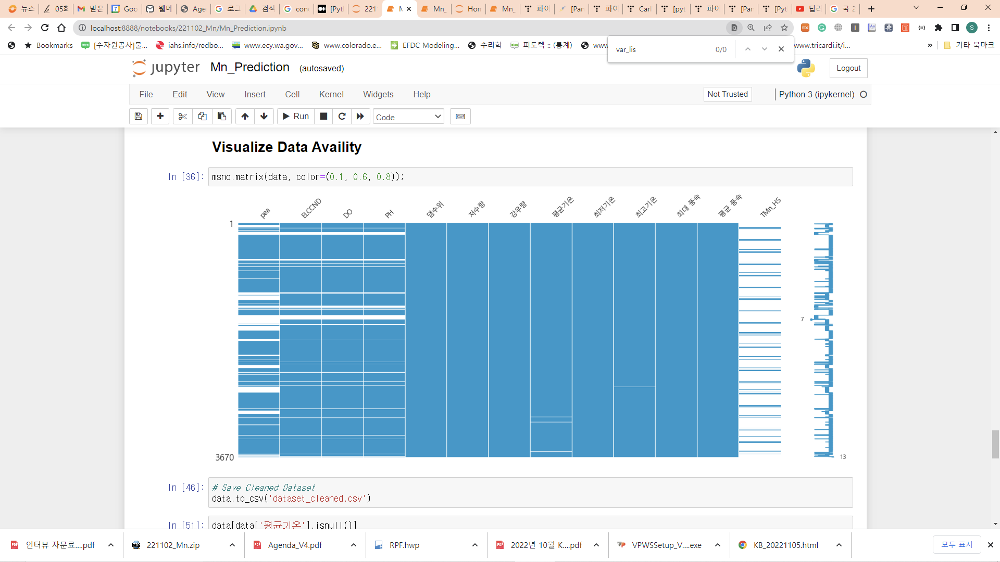 뉴스
05호
받은
Goo
웹메
Age
로그
검색
con
[Pyt
221
M
Mn_
Hon
Mn_
파이
[Pan
파이
Carl
[pyt
파이
[Pan
[Pyt
딥러
국 2
localhost:8888/notebooks/221102_Mn/Mn_Prediction.ipynb
S
Bookmarks
[수자원공사]물...
iahs.info/redbo...
www.ecy.wa.gov...
www.colorado.e...
EFDC Modeling...
수리학
피도텍 :: (통계)
www
www.tricardi.it/i...
»
기타 북마크
var_lis
0/0
jupyter
Mn_Prediction
(autosaved)
Logout
File
Edit
View
Insert
Cell
Kernel
Widgets
Help
Not Trusted
Python 3 (ipykernel)
Run
Code
Visualize Data Availity
In [36]:
msno.matrix(data, color=(0.1, 0.6, 0.8));
pea
ELCCND
DO
PH
댐수위
저수량
강우량
평균기온
최저기온
최고기온
최대 풍속
평균 풍속
TMn_HS
1
7
3670
13
In [46]:
# Save Cleaned Dataset
data.to_csv('dataset_cleaned.csv')
In [51]:
data[data['평균기온'].isnull()]
인터뷰 자문료....pdf
221102_Mn.zip
Agenda_V4.pdf
RPF.hwp
2022년 10월 K....pdf
VPWSSetup_V....exe
KB_20221105.html
모두 표시